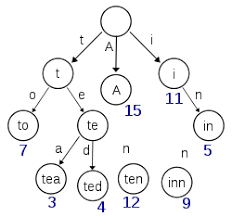 t A i
t A i
15 11
o e n
to te in
7 5
a d n n
tea ted ten inn
3 4 12 9